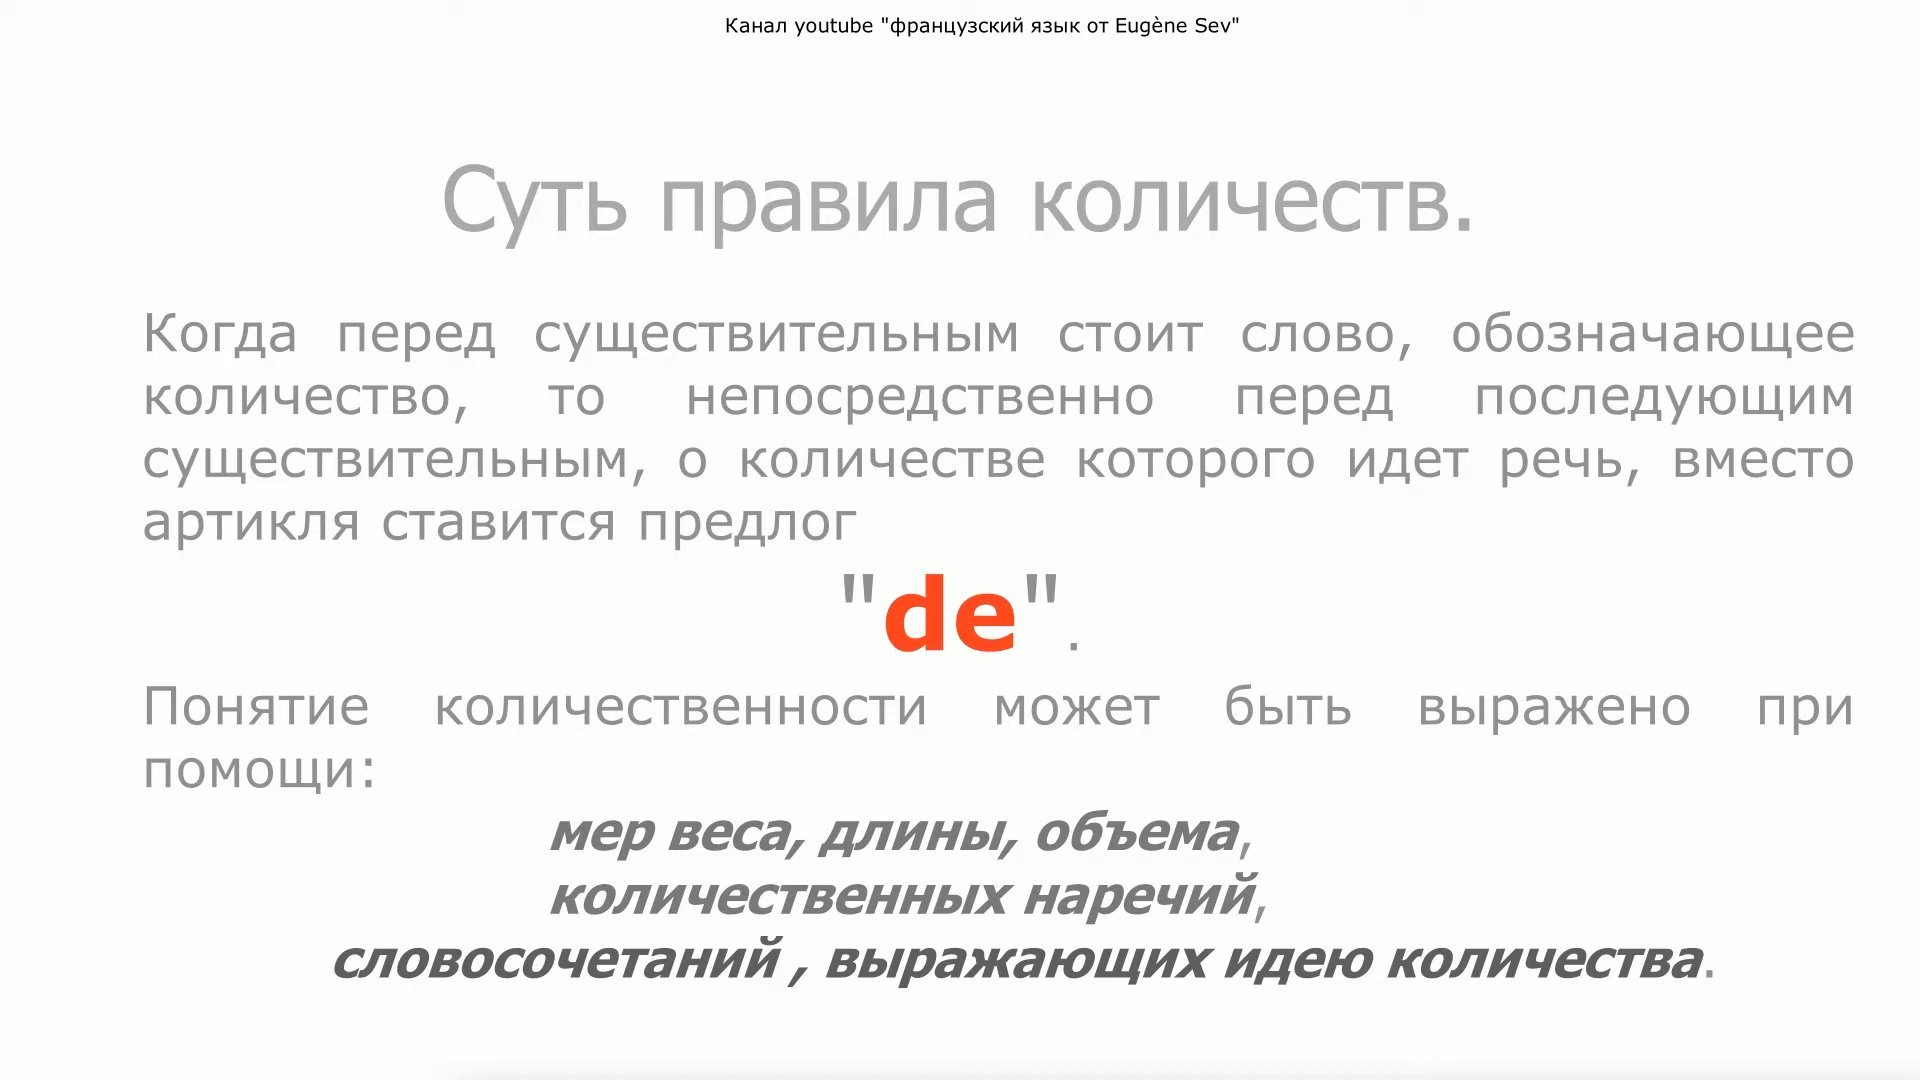 Канал youtube "французский язык от Eugène Sev"
Суть правила количеств.
Когда перед существительным стоит слово, обозначающее
количество, то непосредственно перед последующим
существительным, о количестве которого идет речь, вместо
артикля ставится предлог
"de".
Понятие количественности может быть выражено при
помощи:
мер веса, длины, объема,
количественных наречий,
словосочетаний , выражающих идею количества.